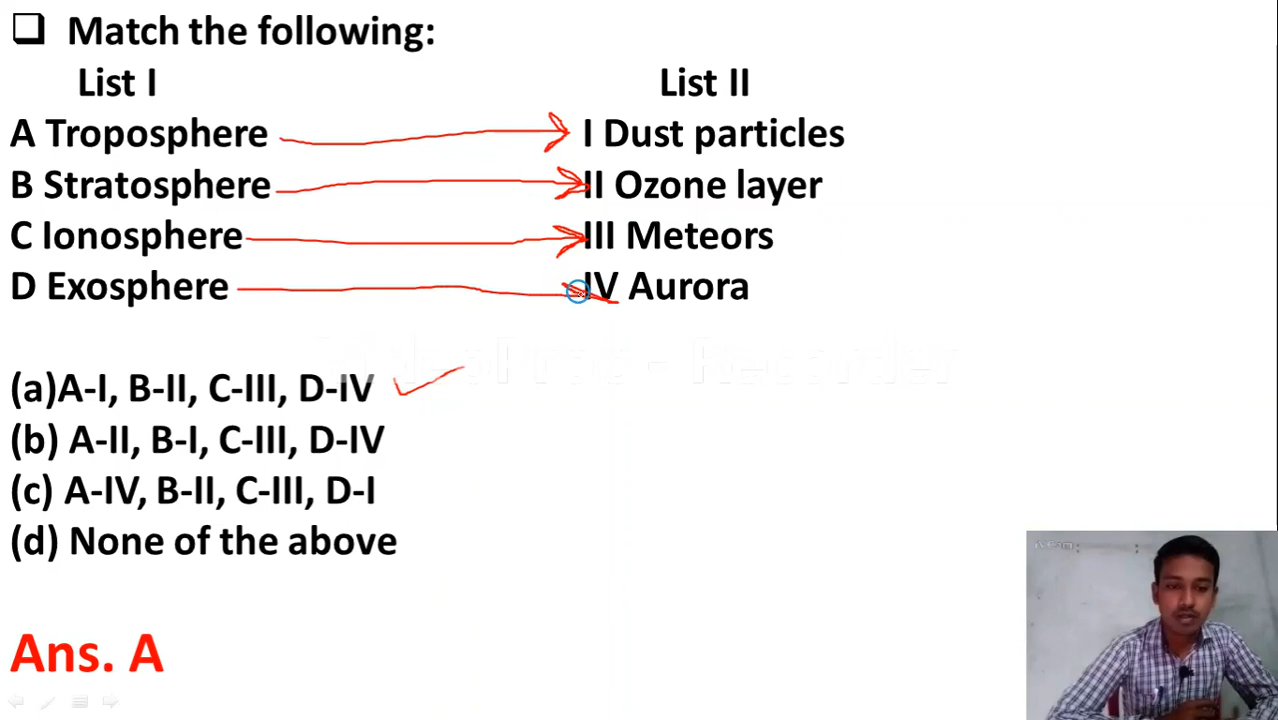 Match the following:
List I List II
A Troposphere I Dust particles
B Stratosphere II Ozone layer
C Ionosphere III Meteors
D Exosphere IV Aurora
(a)A-I, B-II, C-III, D-IV
(b) A-II, B-I, C-III, D-IV
(c) A-IV, B-II, C-III, D-I
(d) None of the above
Ans. A